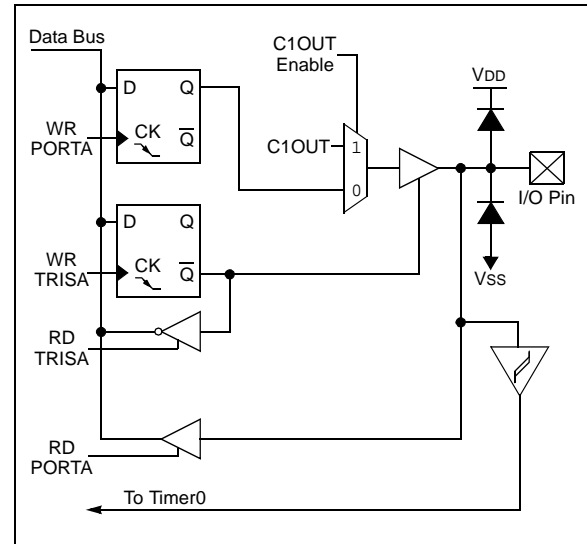 Data Bus
C1OUT
Enable
VDD
D Q
WR
PORTA
CK
Q
C1OUT
1
0
I/O Pin
VSS
D Q
WR
TRISA
CK
Q
RD
TRISA
RD
PORTA
To Timer0